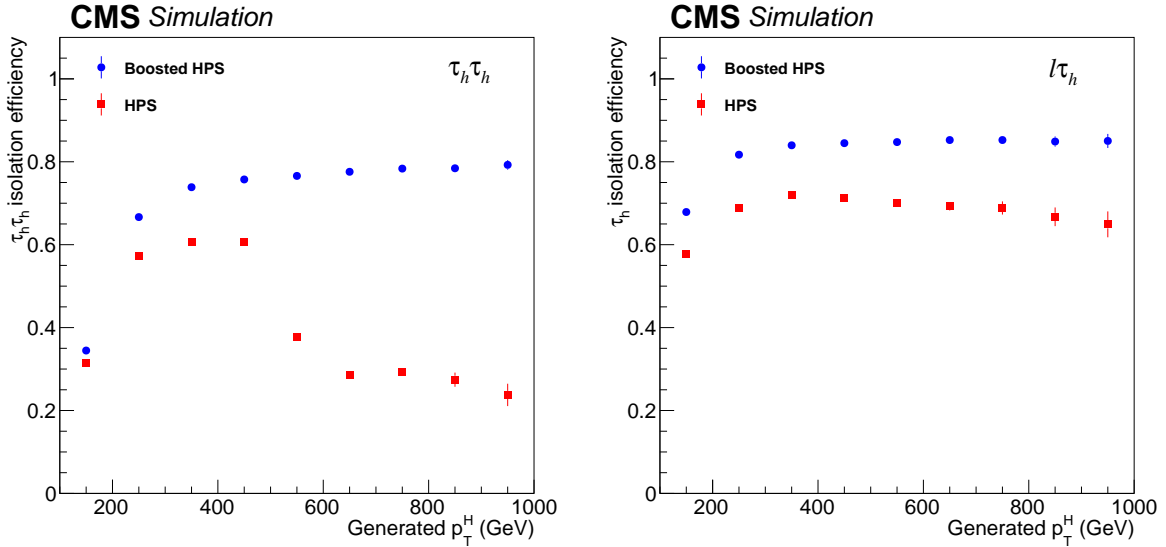 CMS Simulation
τhτh isolation efficiency
1
0.8
0.6
0.4
0.2
0
Boosted HPS
HPS
τhτh
200 400 600 800 1000
Generated p_T^H (GeV)
CMS Simulation
τh isolation efficiency
1
0.8
0.6
0.4
0.2
0
Boosted HPS
HPS
lτh
200 400 600 800 1000
Generated p_T^H (GeV)